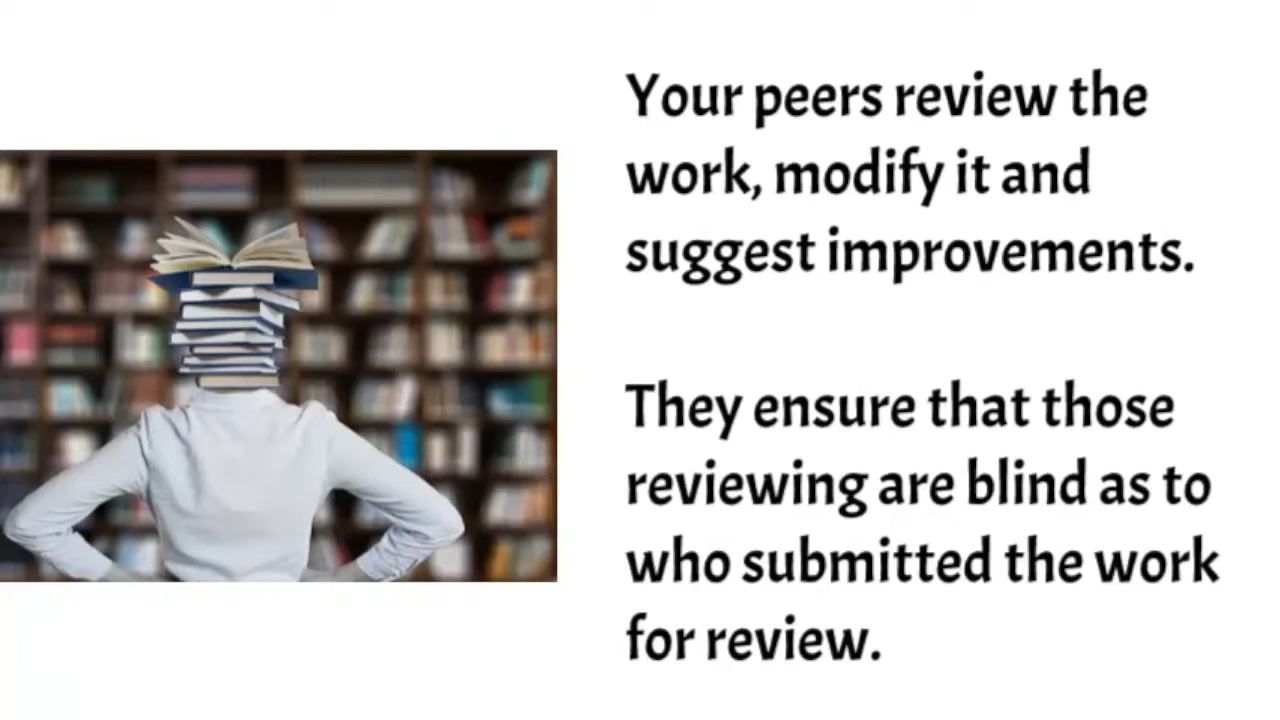 Your peers review the
work, modify it and
suggest improvements.
They ensure that those
reviewing are blind as to
who submitted the work
for review.